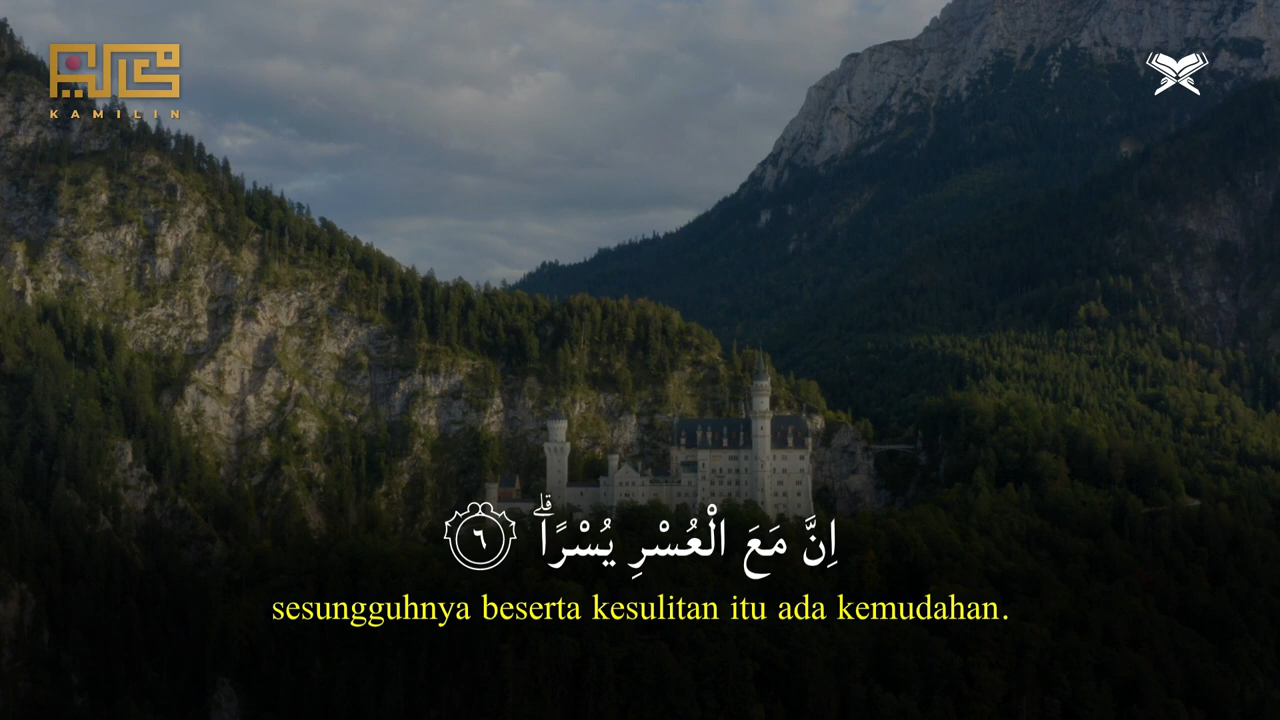 KAMILIN
اِنَّ مَعَ الْعُسْرِ يُسْرًاۗ ٦
sesungguhnya beserta kesulitan itu ada kemudahan.